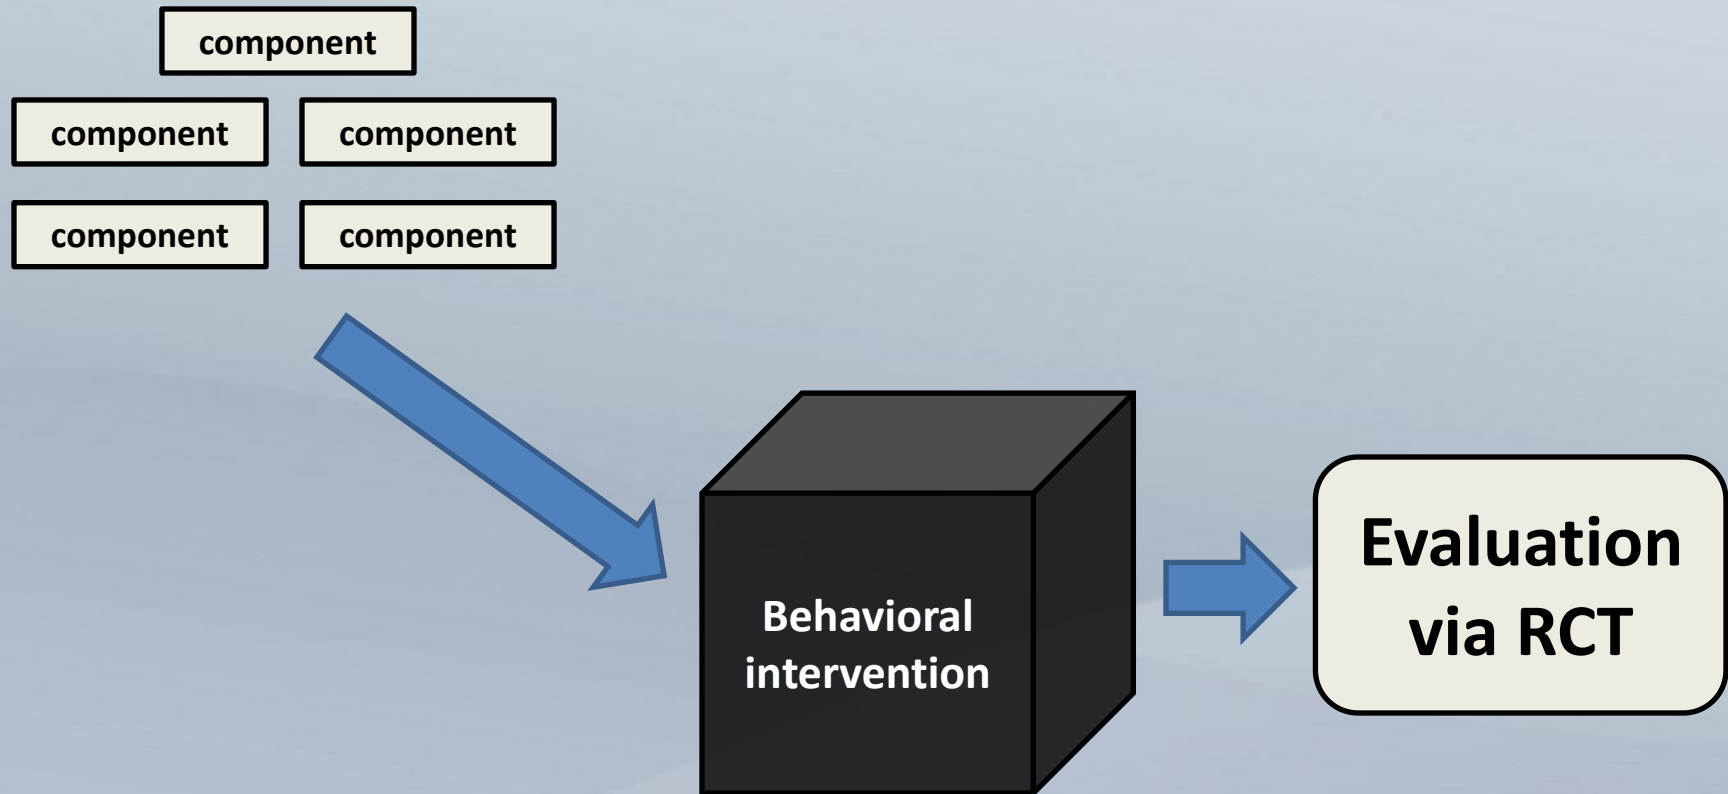 component
component component
component component
Behavioral
intervention
Evaluation
via RCT